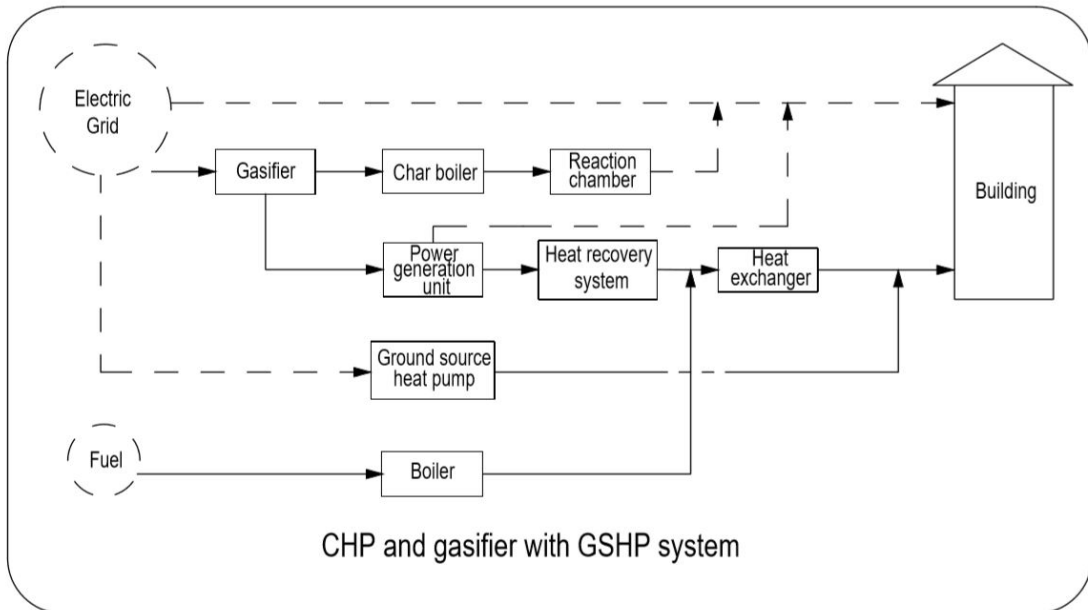 Electric
Grid
Gasifier
Char boiler
Reaction
chamber
Building
Power
generation
unit
Heat recovery
system
Heat
exchanger
Ground source
heat pump
Fuel
Boiler
CHP and gasifier with GSHP system